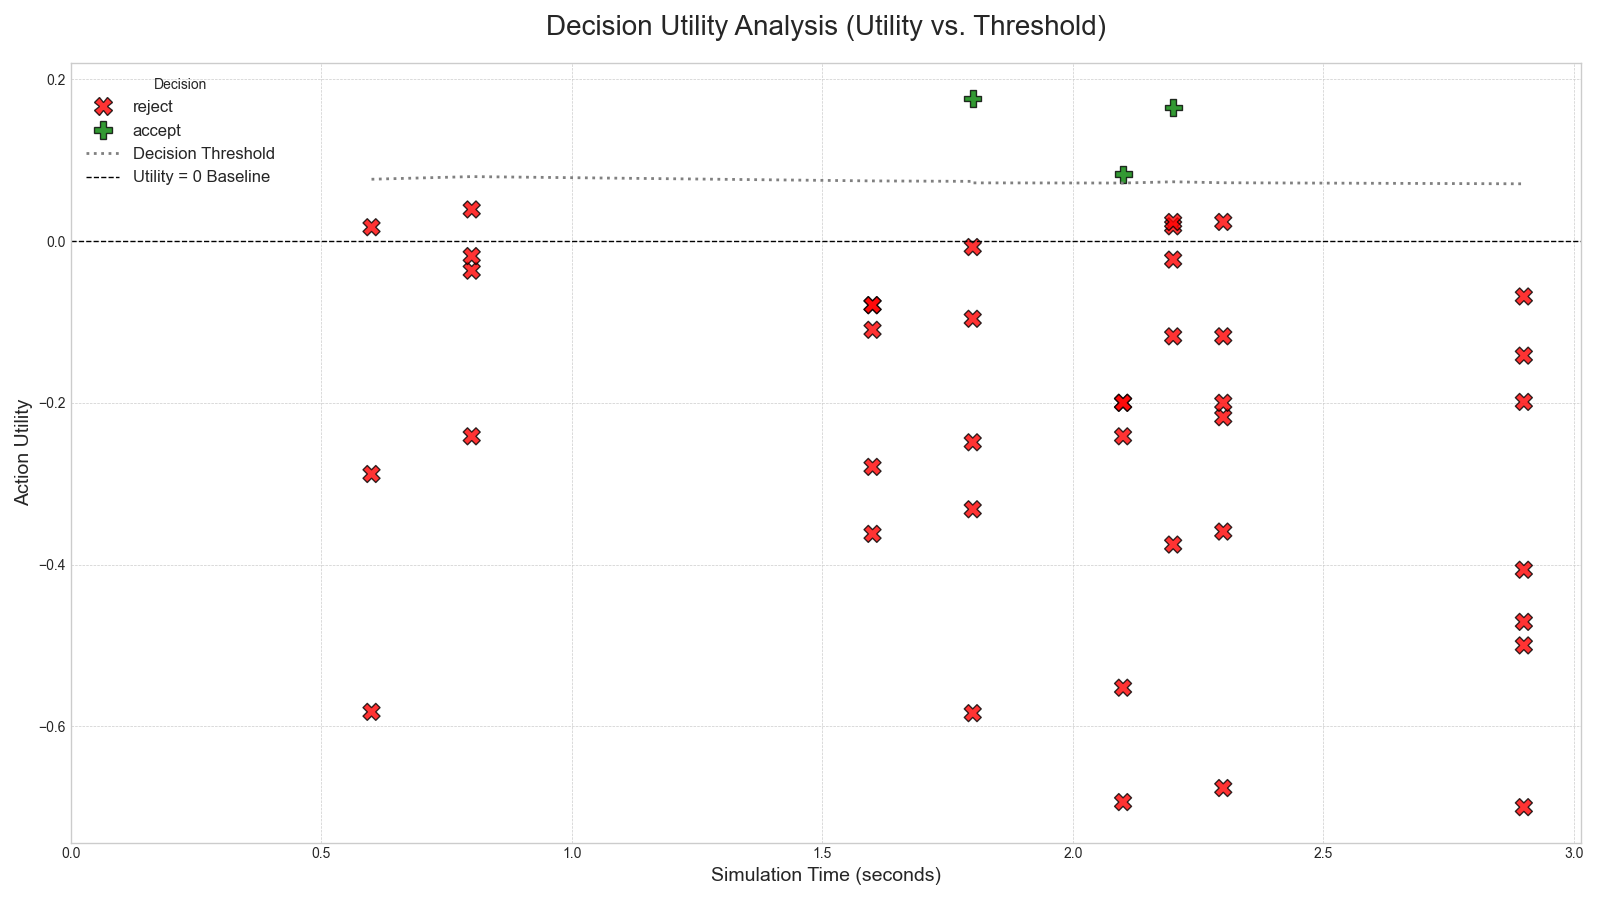 Decision Utility Analysis (Utility vs. Threshold)
Decision
reject
accept
Decision Threshold
Utility = 0 Baseline
Action Utility
0.2
0.0
−0.2
−0.4
−0.6
0.0 0.5 1.0 1.5 2.0 2.5 3.0
Simulation Time (seconds)